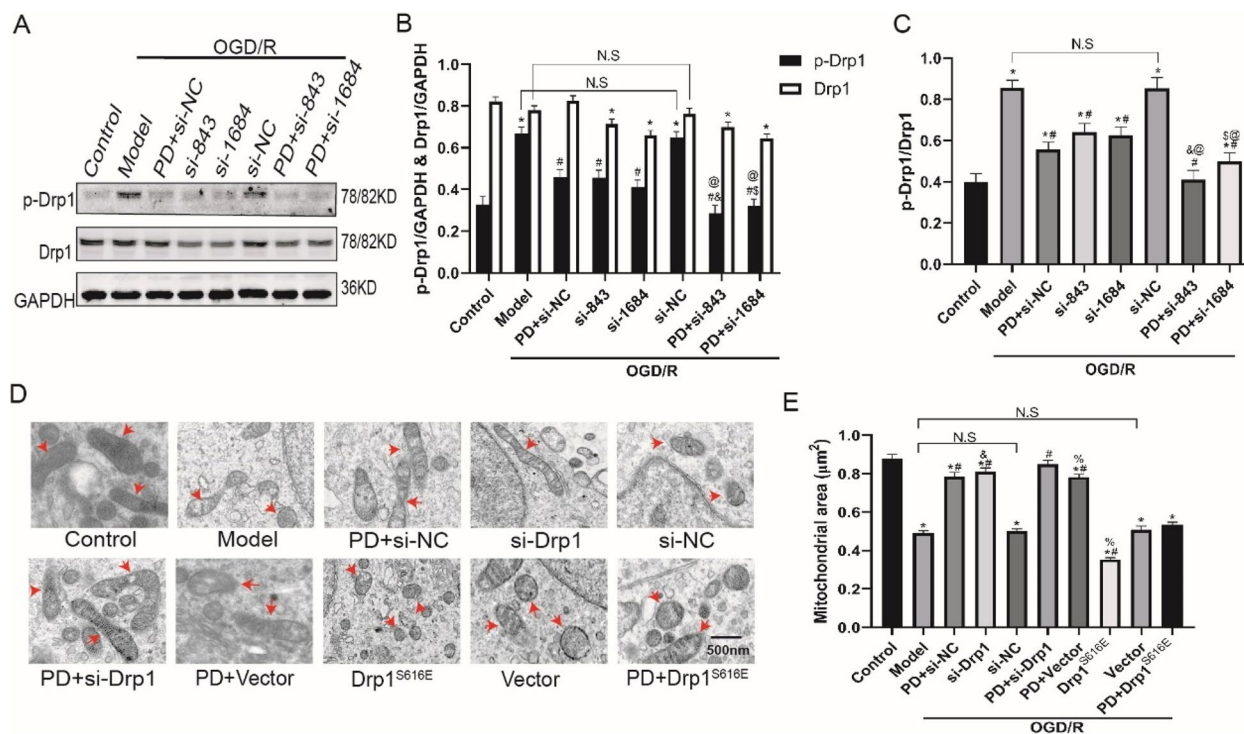 A
OGD/R
Control
Model
PD+si-NC
si-843
si-1684
si-NC
PD+si-843
PD+si-1684
p-Drp1
78/82KD
Drp1
78/82KD
GAPDH
36KD
B
p-Drp1/GAPDH & Drp1/GAPDH
1.0
0.8
0.6
0.4
0.2
0.0
N.S
N.S
p-Drp1
Drp1
*
#
#
*
#
*
*
*
@
#&
*
@
#$
*
Control
Model
PD+si-NC
si-843
si-1684
si-NC
PD+si-843
PD+si-1684
OGD/R
C
p-Drp1/Drp1
1.0
0.8
0.6
0.4
0.2
0.0
N.S
*
*#
*#
*#
*
&@
#
$@
*#
Control
Model
PD+si-NC
si-843
si-1684
si-NC
PD+si-843
PD+si-1684
OGD/R
D
Control
Model
PD+si-NC
si-Drp1
si-NC
500nm
PD+si-Drp1
PD+Vector
Drp1S616E
Vector
PD+Drp1S616E
E
Mitochondrial area (μm2)
1.0
0.8
0.6
0.4
0.2
0.0
N.S
N.S
*
*#
&
*#
*
#
%
*#
%
*#
*
*
Control
Model
PD+si-NC
si-Drp1
si-NC
PD+si-Drp1
PD+Vector
Drp1S616E
Vector
PD+Drp1S616E
OGD/R